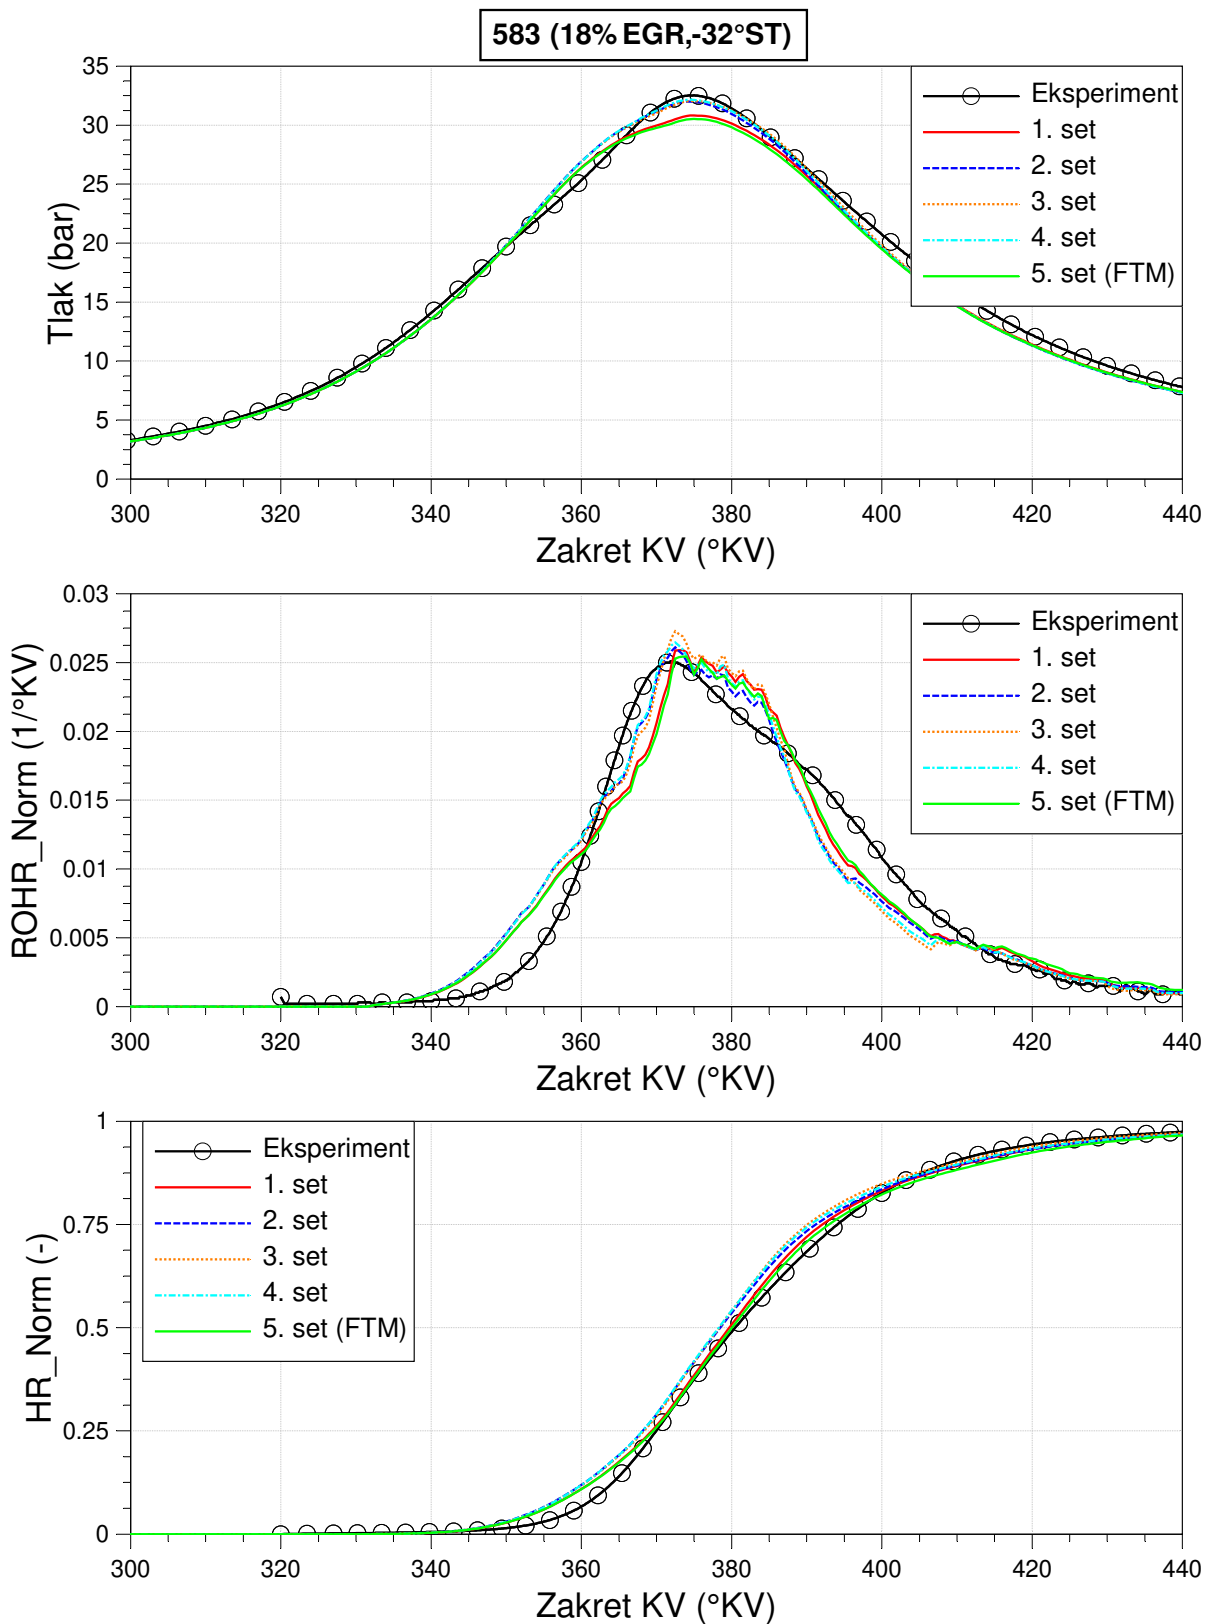 583 (18% EGR,-32°ST)
35
30
25
20
15
10
5
0
Tlak (bar)
Eksperiment
1. set
2. set
3. set
4. set
5. set (FTM)
300 320 340 360 380 400 420 440
Zakret KV (°KV)
0.03
0.025
0.02
0.015
0.01
0.005
0
ROHR_Norm (1/°KV)
Eksperiment
1. set
2. set
3. set
4. set
5. set (FTM)
300 320 340 360 380 400 420 440
Zakret KV (°KV)
1
0.75
0.5
0.25
0
HR_Norm (-)
Eksperiment
1. set
2. set
3. set
4. set
5. set (FTM)
300 320 340 360 380 400 420 440
Zakret KV (°KV)